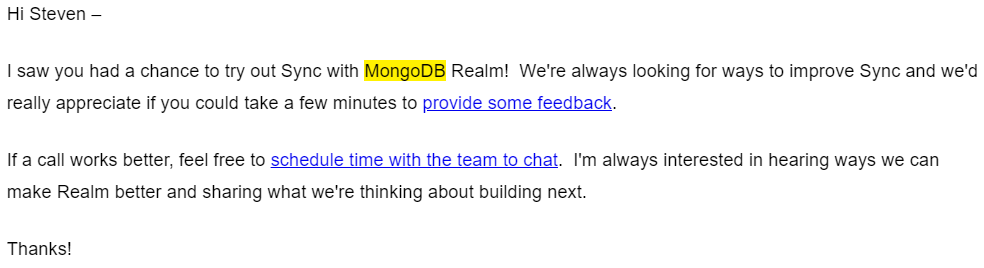 Hi Steven –
I saw you had a chance to try out Sync with MongoDB Realm!  We're always looking for ways to improve Sync and we'd
really appreciate if you could take a few minutes to provide some feedback.
If a call works better, feel free to schedule time with the team to chat.  I'm always interested in hearing ways we can
make Realm better and sharing what we're thinking about building next.
Thanks!